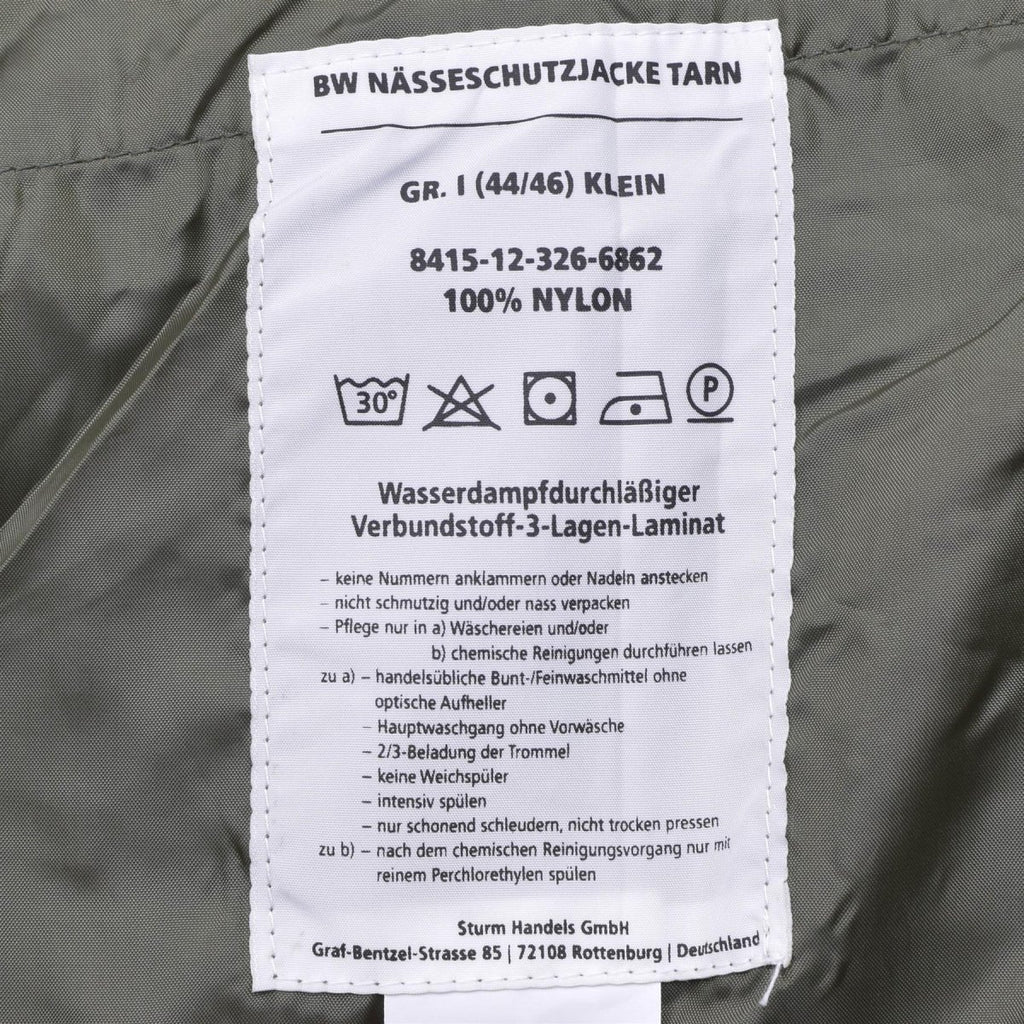 BW NÄSSESCHUTZJACKE TARN
GR. I (44/46) KLEIN
8415-12-326-6862
100% NYLON
30° P
Wasserdampfdurchläßiger
Verbundstoff-3-Lagen-Laminat
– keine Nummern anklammern oder Nadeln anstecken
– nicht schmutzig und/oder nass verpacken
– Pflege nur in a) Wäschereien und/oder
b) chemische Reinigungen durchführen lassen
zu a) – handelsübliche Bunt-/Feinwaschmittel ohne
optische Aufheller
– Hauptwaschgang ohne Vorwäsche
– 2/3-Beladung der Trommel
– keine Weichspüler
– intensiv spülen
– nur schonend schleudern, nicht trocken pressen
zu b) – nach dem chemischen Reinigungsvorgang nur mit
reinem Perchlorethylen spülen
Sturm Handels GmbH
Graf-Bentzel-Strasse 85 | 72108 Rottenburg | Deutschland